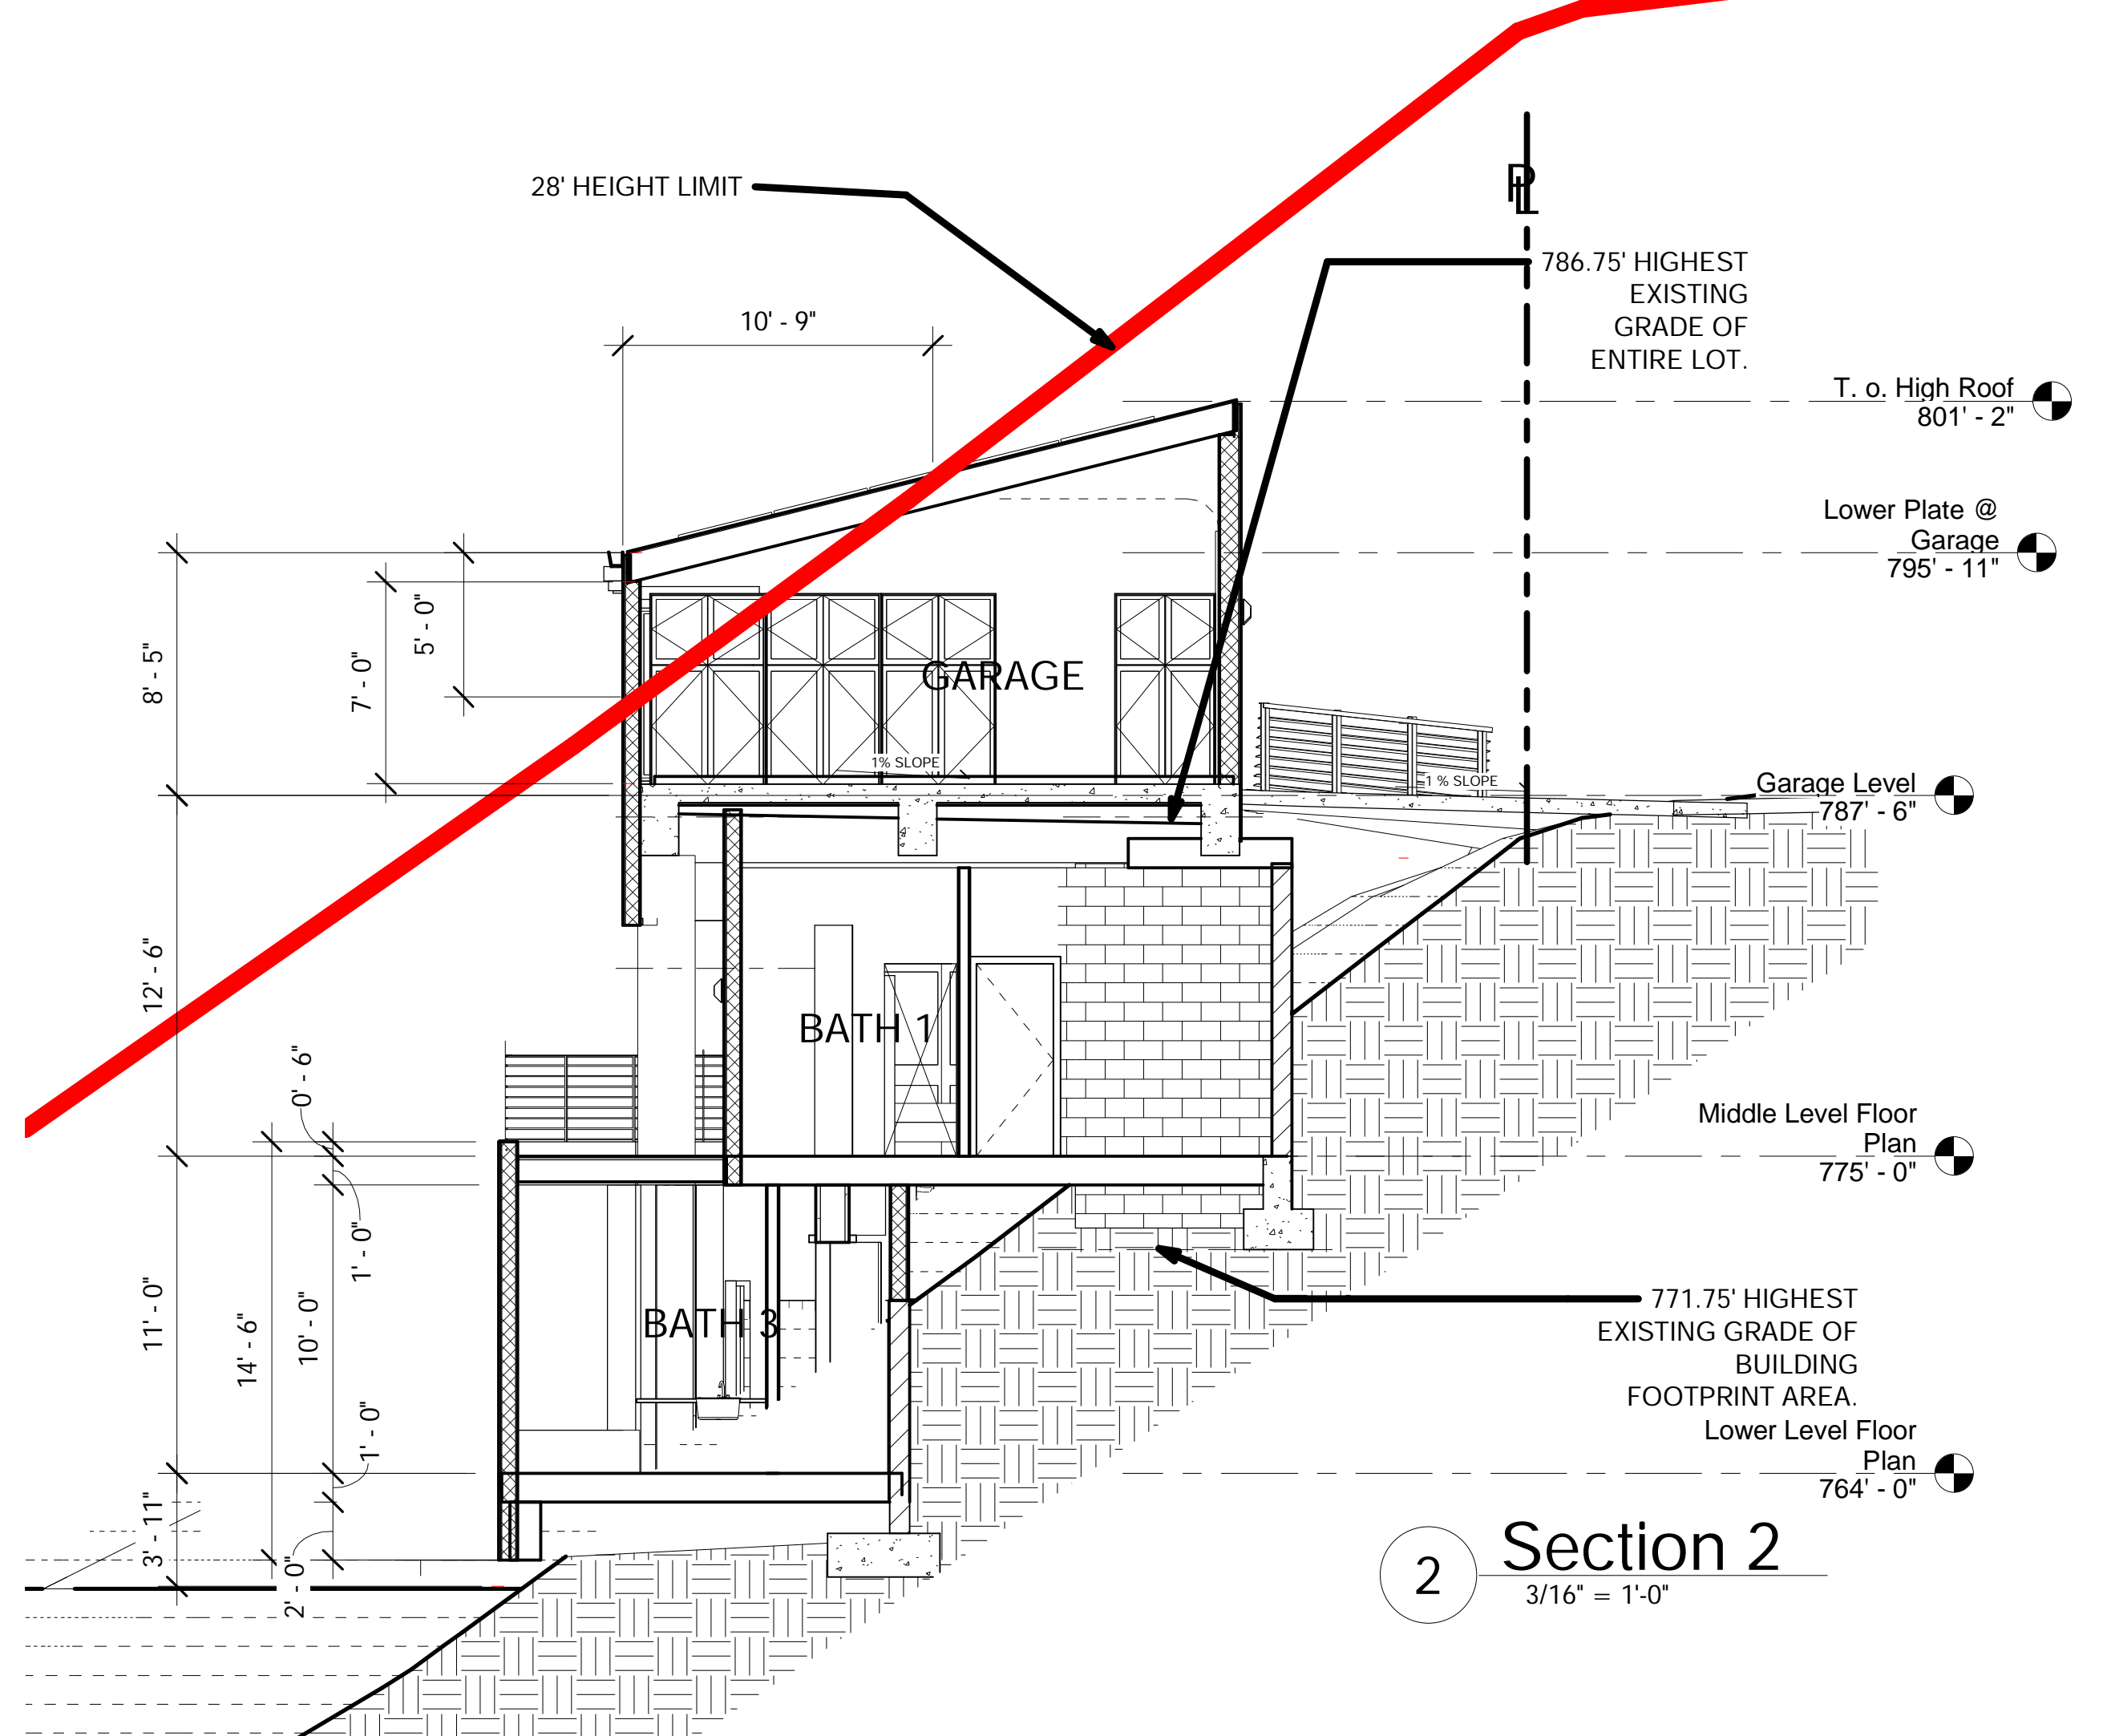 28' HEIGHT LIMIT
PL
786.75' HIGHEST
EXISTING
GRADE OF
ENTIRE LOT.
10' - 9"
T. o. High Roof
801' - 2"
Lower Plate @
Garage
795' - 11"
8' - 5"
7' - 0"
5' - 0"
GARAGE
1% SLOPE
1 % SLOPE
Garage Level
787' - 6"
12' - 6"
BATH 1
0' - 6"
Middle Level Floor
Plan
775' - 0"
1' - 0"
11' - 0"
14' - 6"
10' - 0"
BATH 3
771.75' HIGHEST
EXISTING GRADE OF
BUILDING
FOOTPRINT AREA.
1' - 0"
Lower Level Floor
Plan
764' - 0"
3' - 11"
2' - 0"
2
Section 2
3/16" = 1'-0"